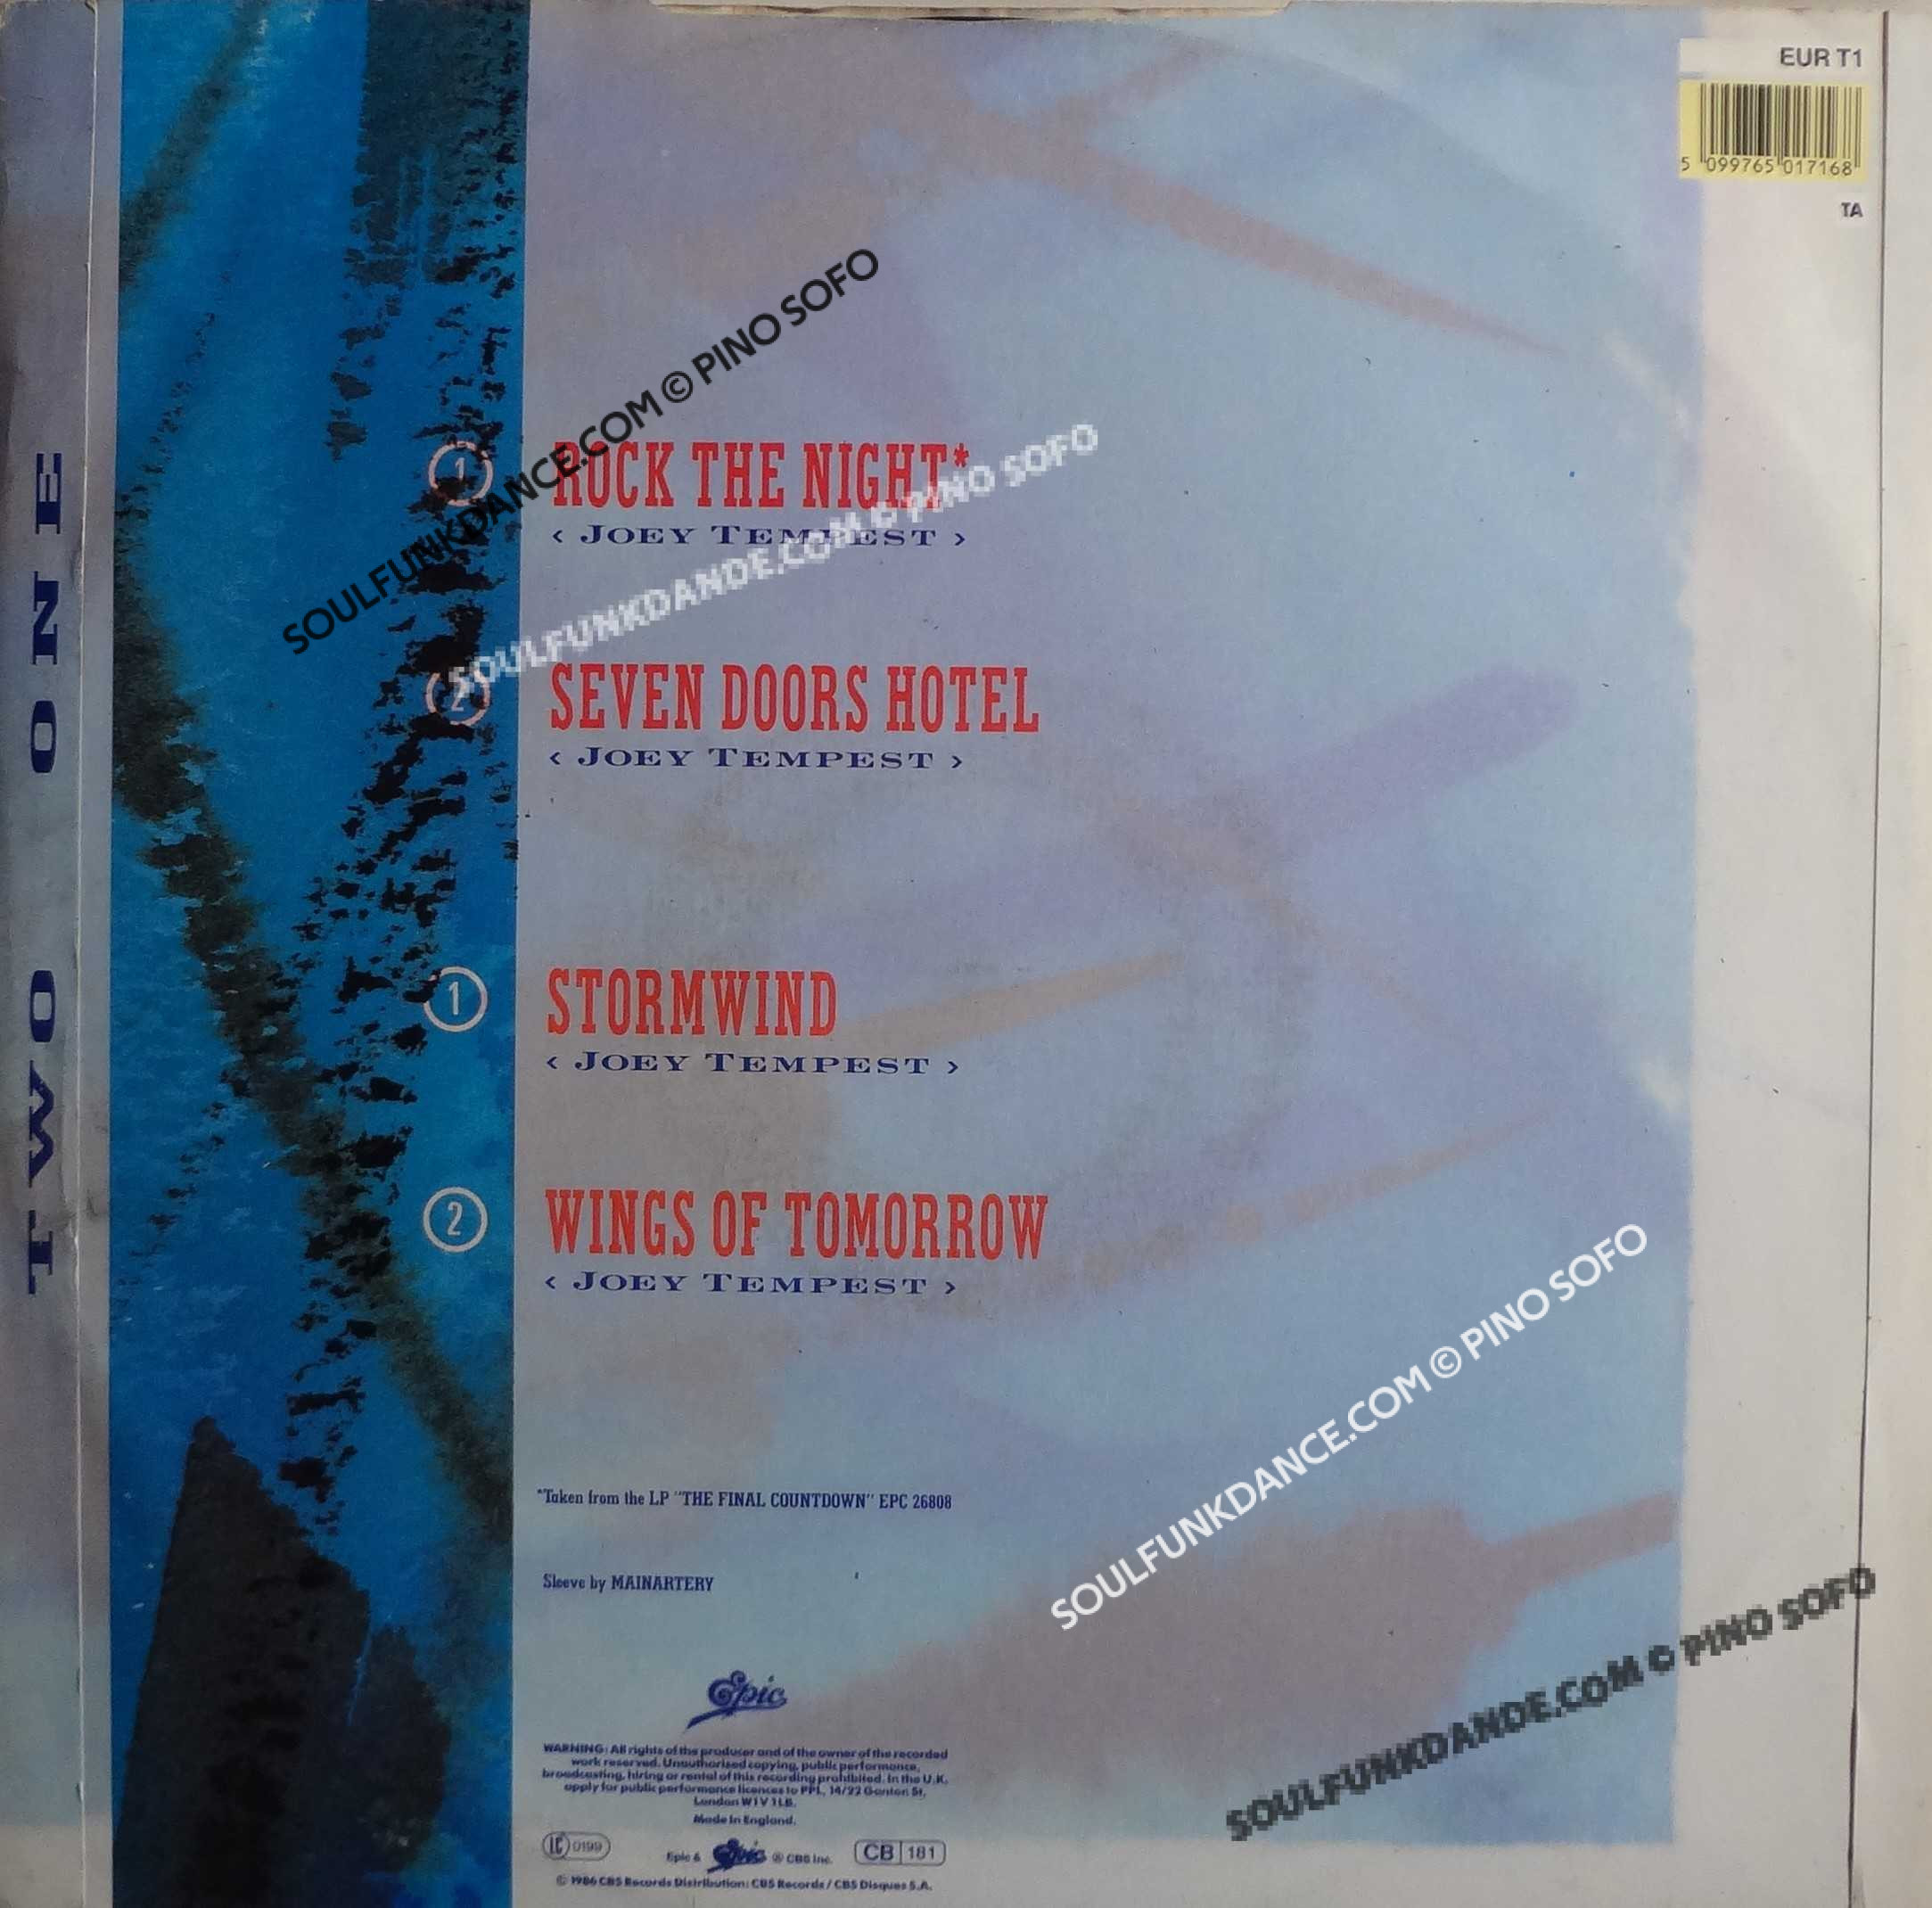 EUR T1
5 099765 017168
TA
ONE
1
ROCK THE NIGHT*
< JOEY TEMPEST >
2
SEVEN DOORS HOTEL
< JOEY TEMPEST >
TWO
1
STORMWIND
< JOEY TEMPEST >
2
WINGS OF TOMORROW
< JOEY TEMPEST >
*Taken from the LP "THE FINAL COUNTDOWN" EPC 26808
Sleeve by MAINARTERY
Epic
WARNING: All rights of the producer and of the owner of the recorded
work reserved. Unauthorised copying, public performance,
broadcasting, hiring or rental of this recording prohibited. In the U.K.
apply for public performance licences to PPL, 14/22 Ganton St,
London W1V 1LB.
Made in England.
LC 0199
Epic & Epic ® CBS Inc.
CB 181
© 1986 CBS Records Distribution: CBS Records / CBS Disques S.A.
SOULFUNKDANCE.COM © PINO SOFO
SOULFUNKDANDE.COM © PINO SOFO
SOULFUNKDANCE.COM © PINO SOFO
SOULFUNKDANDE.COM © PINO SOFO